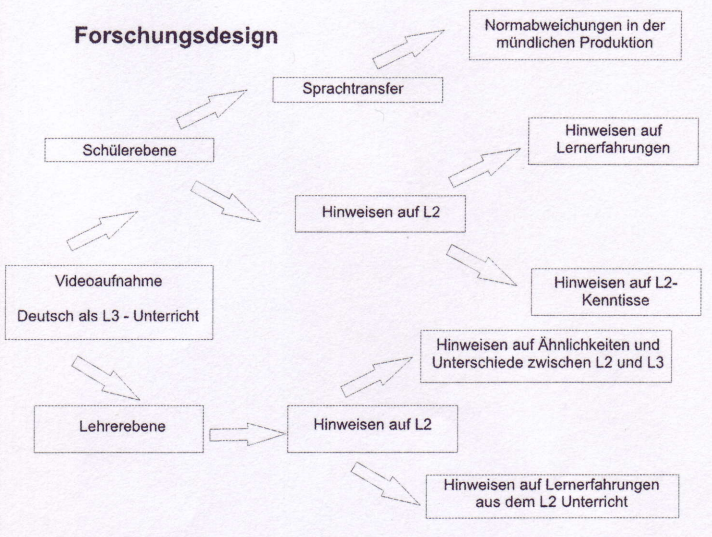 Forschungsdesign
Normabweichungen in der
mündlichen Produktion
Sprachtransfer
Schülerebene
Hinweisen auf
Lernerfahrungen
Hinweisen auf L2
Videoaufnahme
Deutsch als L3 - Unterricht
Hinweisen auf L2-
Kenntisse
Hinweisen auf Ähnlichkeiten und
Unterschiede zwischen L2 und L3
Lehrerebene
Hinweisen auf L2
Hinweisen auf Lernerfahrungen
aus dem L2 Unterricht